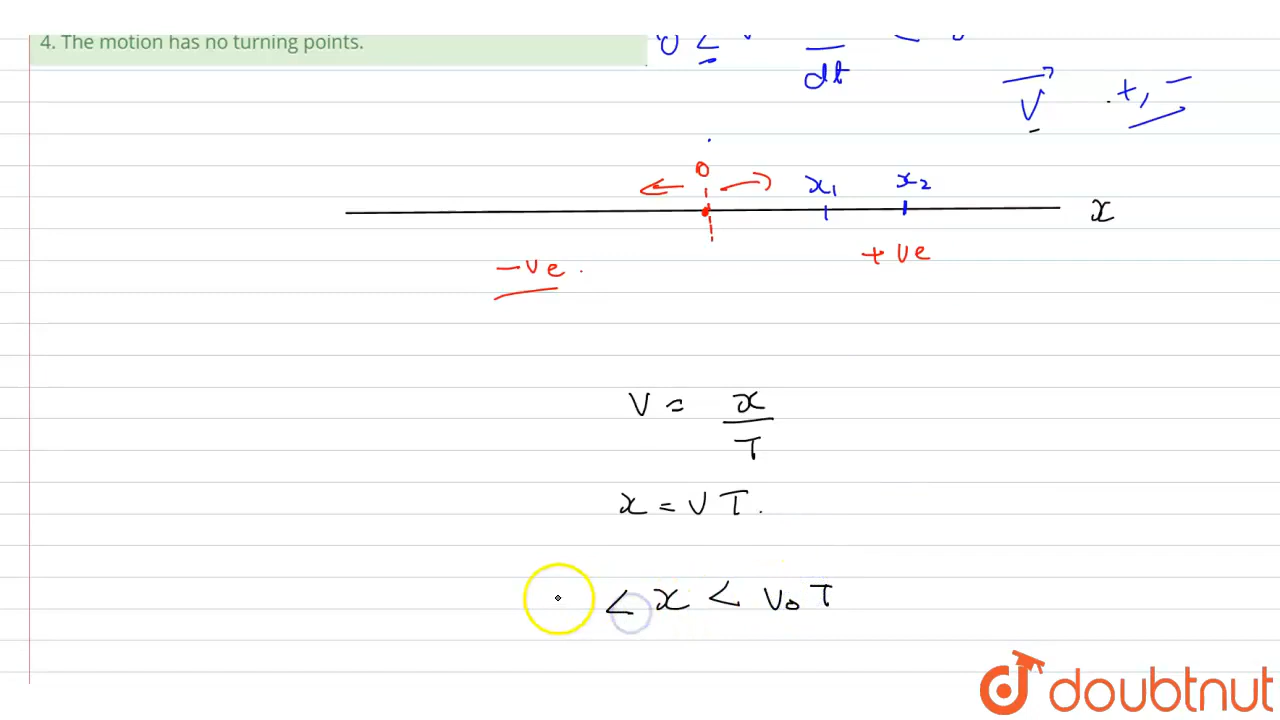 4. The motion has no turning points.
dt
V +, −
0
x₁ x₂
x
−ve. +ve
V = x/T
x = V T.
< x < V₀ T
doubtnut